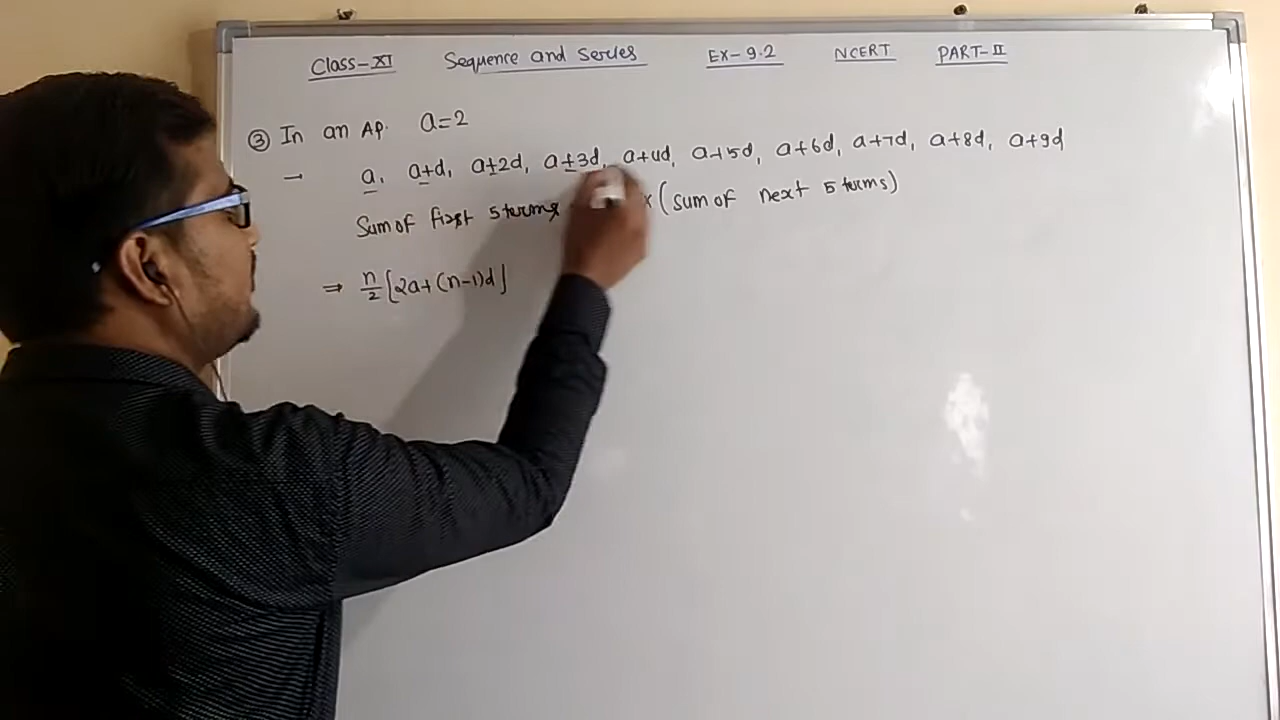 Class-XI Sequence and Series Ex-9.2 NCERT PART-II
③ In an AP. a=2
→ a, a+d, a+2d, a+3d, a+4d, a+5d, a+6d, a+7d, a+8d, a+9d
Sum of first 5 terms x (sum of next 5 terms)
⇒ n/2 [2a+(n-1)d]